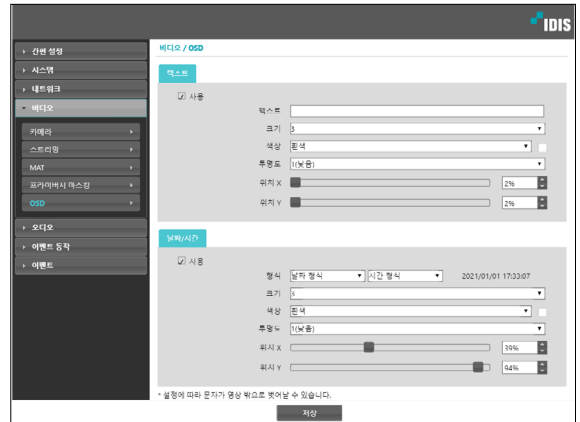 IDIS
간편 설정
시스템
네트워크
비디오
카메라
스트리밍
MAT
프라이버시 마스킹
OSD
오디오
이벤트 동작
이벤트
비디오 / OSD
텍스트
사용
텍스트
크기 3
색상 흰색
투명도 1(낮음)
위치 X 2%
위치 Y 2%
날짜/시간
사용
형식 날짜 형식 시간 형식 2021/01/01 17:33:07
크기 3
색상 흰색
투명도 1(낮음)
위치 X 39%
위치 Y 94%
* 설정에 따라 문자가 영상 밖으로 벗어날 수 있습니다.
저장